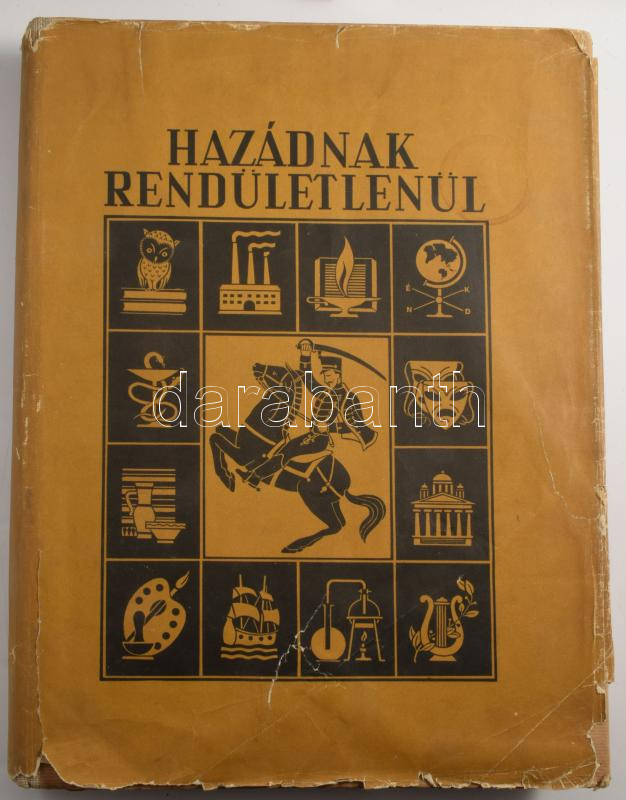 HAZÁDNAK
RENDÜLETLENÜL
É K
N D
darabanth